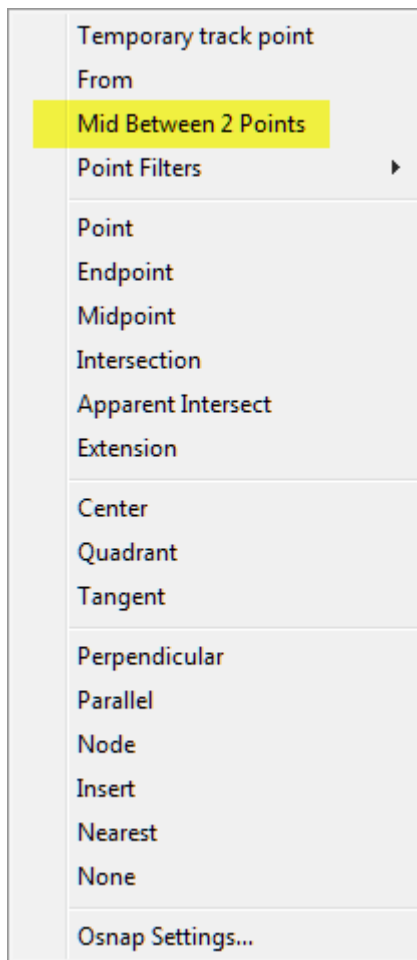 Temporary track point
From
Mid Between 2 Points
Point Filters
Point
Endpoint
Midpoint
Intersection
Apparent Intersect
Extension
Center
Quadrant
Tangent
Perpendicular
Parallel
Node
Insert
Nearest
None
Osnap Settings...